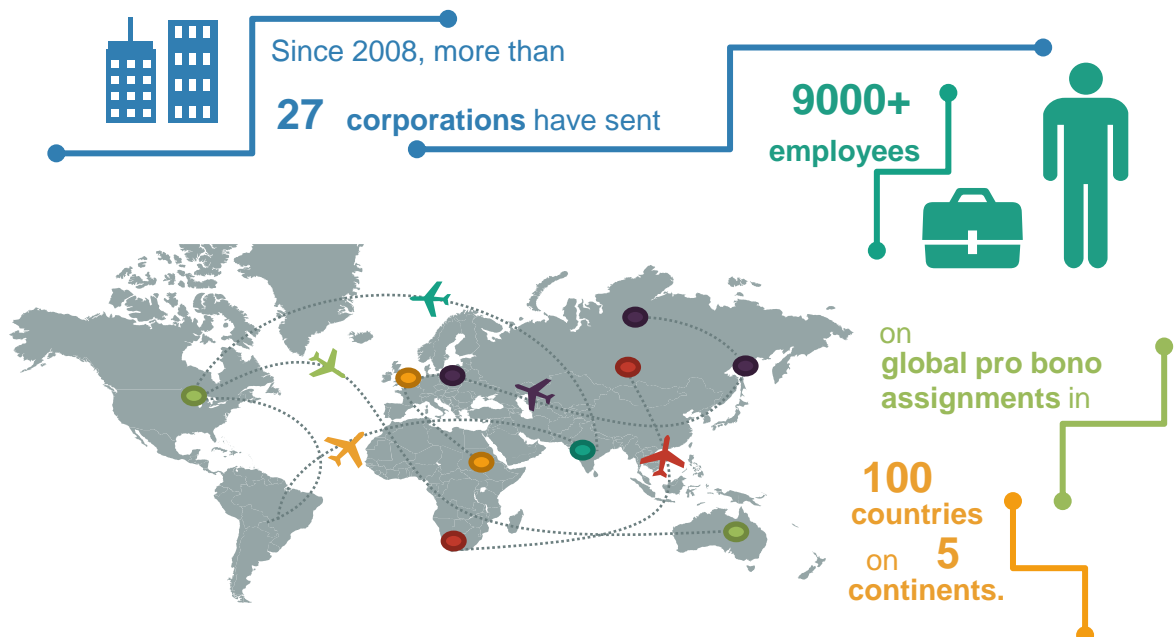 Since 2008, more than
27 corporations have sent
9000+
employees
on
global pro bono
assignments in
100
countries
on 5
continents.